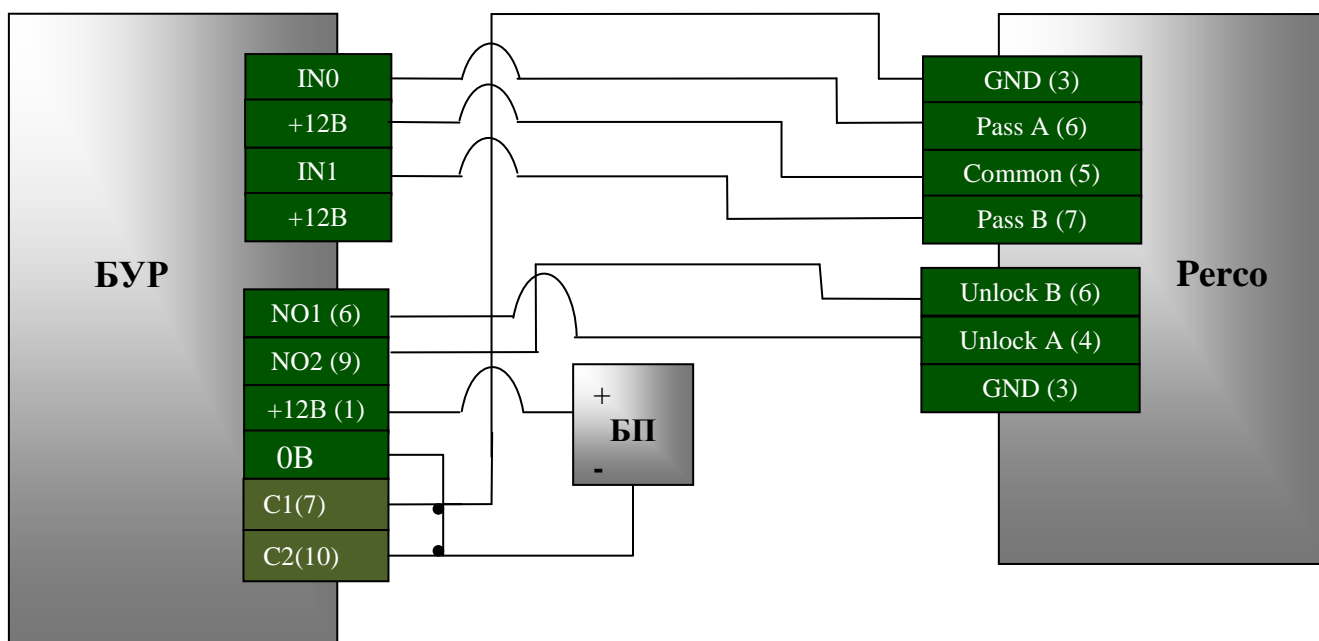 БУР
IN0
+12В
IN1
+12В
NO1 (6)
NO2 (9)
+12В (1)
0В
C1(7)
C2(10)
+
БП
-
GND (3)
Pass A (6)
Common (5)
Pass B (7)
Unlock B (6)
Unlock A (4)
GND (3)
Perco